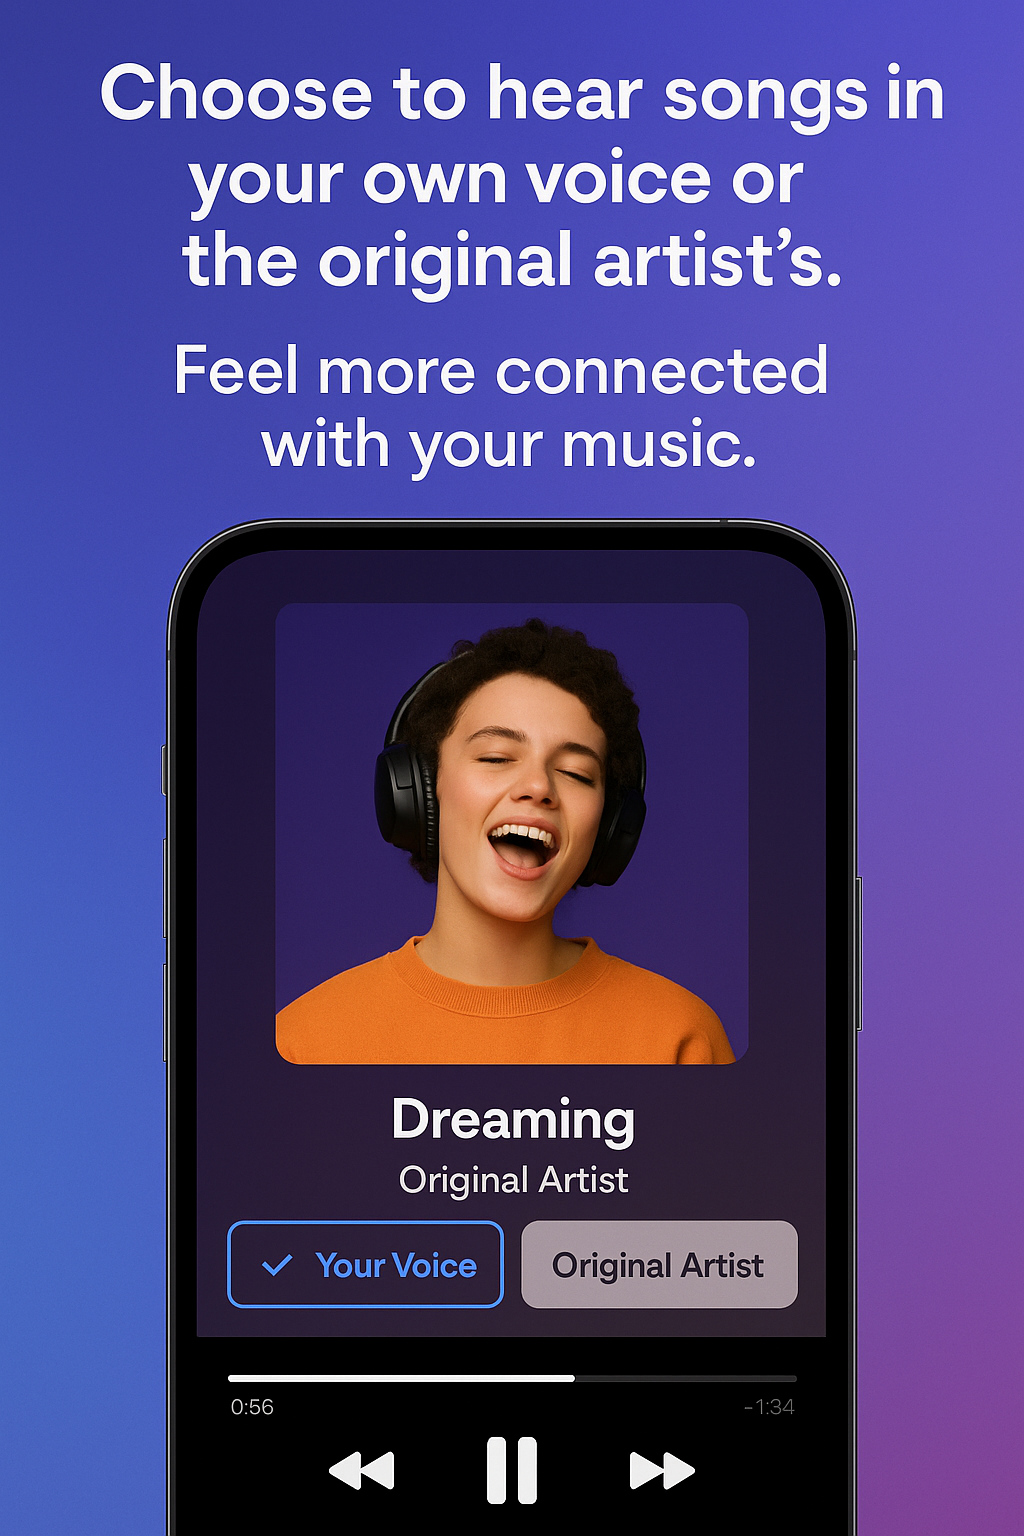 Choose to hear songs in
your own voice or
the original artist’s.
Feel more connected
with your music.
Dreaming
Original Artist
✓ Your Voice
Original Artist
0:56
-1:34